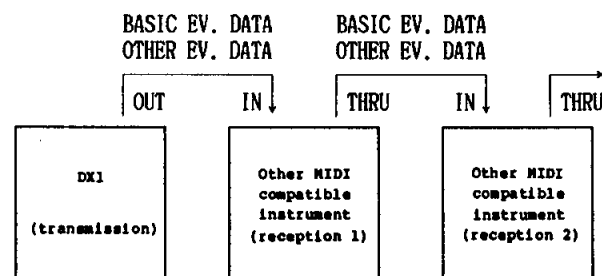 BASIC EV. DATA
OTHER EV. DATA
BASIC EV. DATA
OTHER EV. DATA
OUT
IN
THRU
IN
THRU
DX1
(transmission)
Other MIDI
compatible
instrument
(reception 1)
Other MIDI
compatible
instrument
(reception 2)